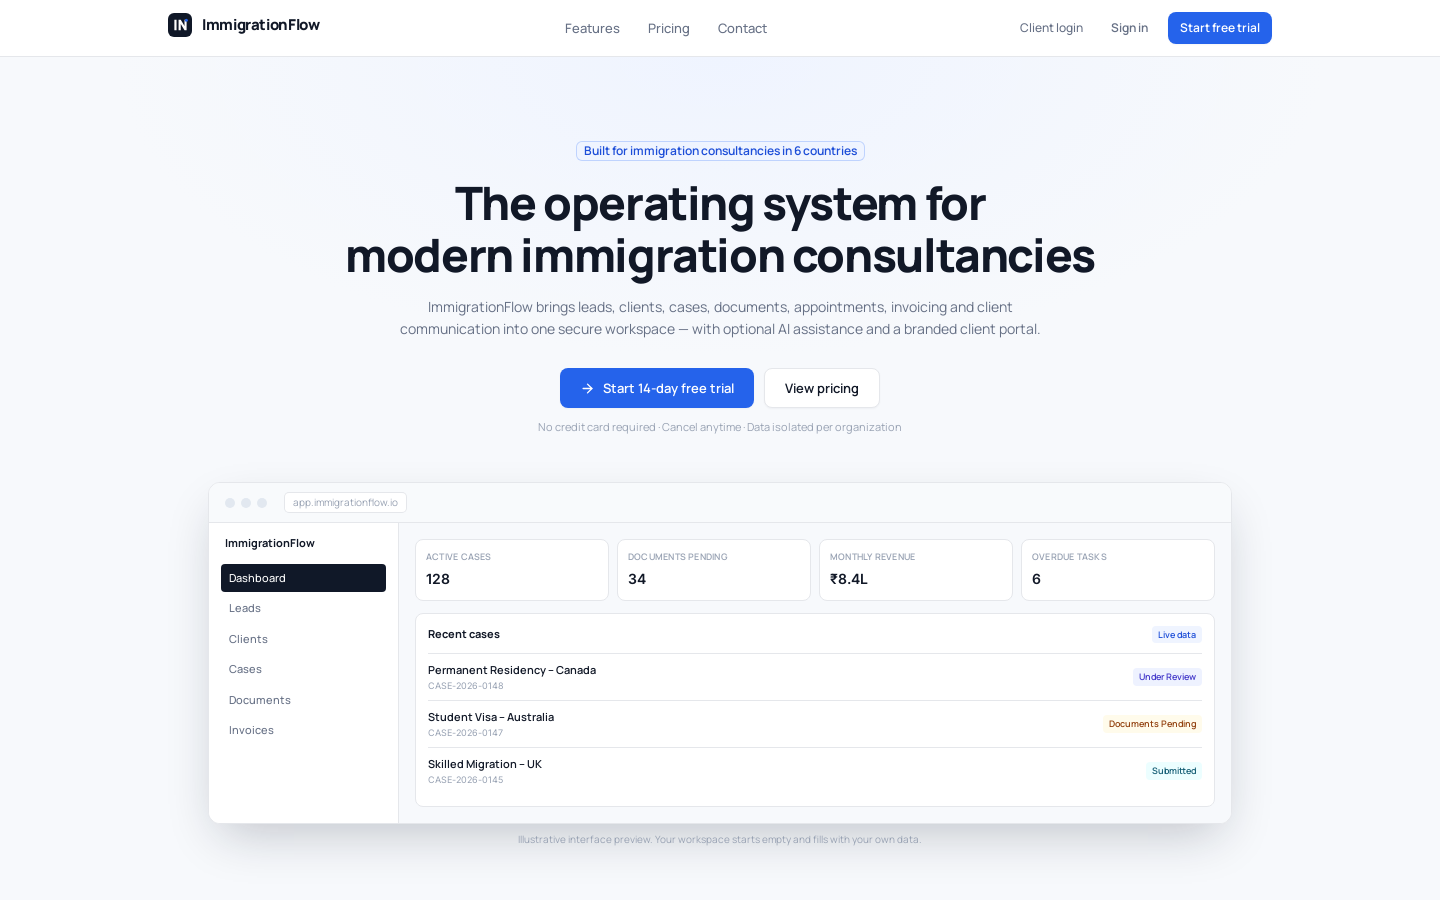 IN ImmigrationFlow
Features
Pricing
Contact
Client login
Sign in
Start free trial
Built for immigration consultancies in 6 countries
The operating system for
modern immigration consultancies
ImmigrationFlow brings leads, clients, cases, documents, appointments, invoicing and client
communication into one secure workspace — with optional AI assistance and a branded client portal.
Start 14-day free trial
View pricing
No credit card required · Cancel anytime · Data isolated per organization
app.immigrationflow.io
ImmigrationFlow
Dashboard
Leads
Clients
Cases
Documents
Invoices
ACTIVE CASES
128
DOCUMENTS PENDING
34
MONTHLY REVENUE
₹8.4L
OVERDUE TASKS
6
Recent cases
Live data
Permanent Residency – Canada
CASE-2026-0148
Under Review
Student Visa – Australia
CASE-2026-0147
Documents Pending
Skilled Migration – UK
CASE-2026-0145
Submitted
Illustrative interface preview. Your workspace starts empty and fills with your own data.